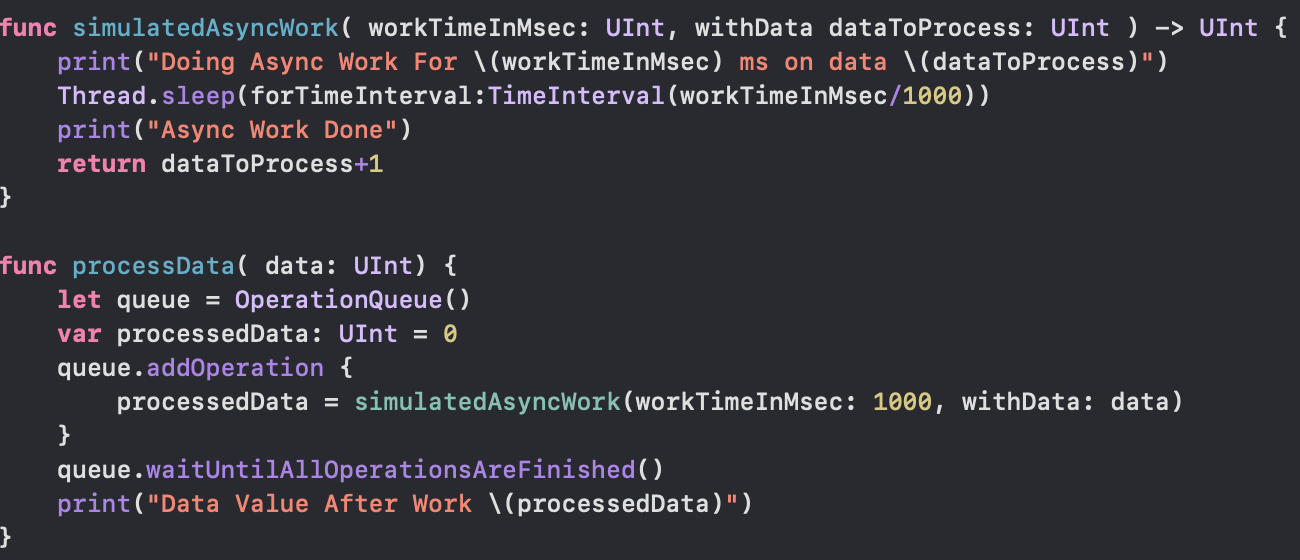 func simulatedAsyncWork( workTimeInMsec: UInt, withData dataToProcess: UInt ) -> UInt {
    print("Doing Async Work For \(workTimeInMsec) ms on data \(dataToProcess)")
    Thread.sleep(forTimeInterval:TimeInterval(workTimeInMsec/1000))
    print("Async Work Done")
    return dataToProcess+1
}

func processData( data: UInt) {
    let queue = OperationQueue()
    var processedData: UInt = 0
    queue.addOperation {
        processedData = simulatedAsyncWork(workTimeInMsec: 1000, withData: data)
    }
    queue.waitUntilAllOperationsAreFinished()
    print("Data Value After Work \(processedData)")
}